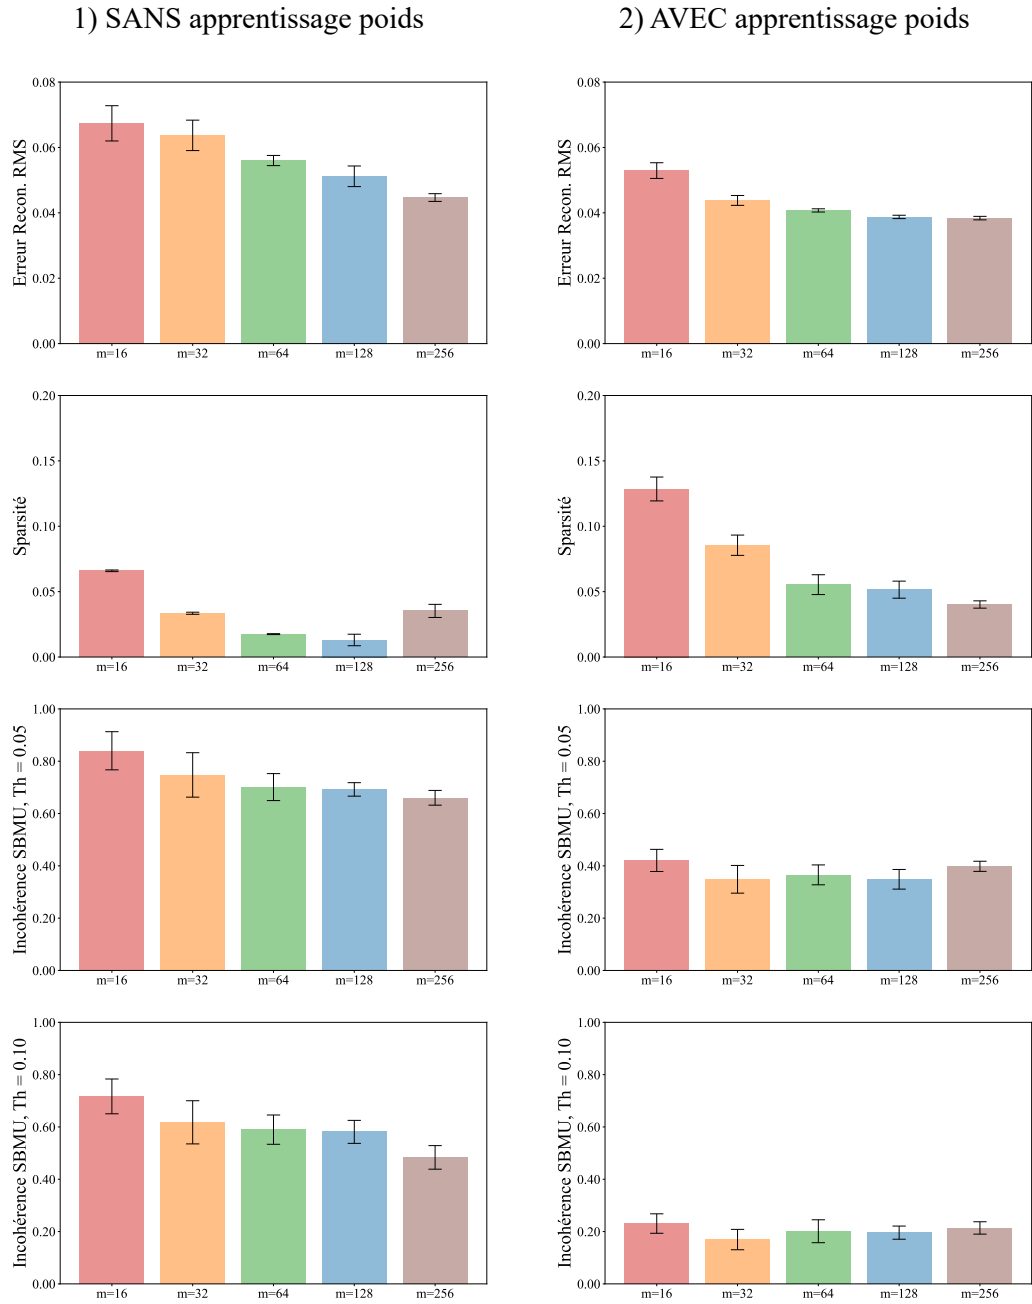 1) SANS apprentissage poids
2) AVEC apprentissage poids
Erreur Recon. RMS
0.08
0.06
0.04
0.02
0.00
m=16 m=32 m=64 m=128 m=256
Erreur Recon. RMS
0.08
0.06
0.04
0.02
0.00
m=16 m=32 m=64 m=128 m=256
Sparsité
0.20
0.15
0.10
0.05
0.00
m=16 m=32 m=64 m=128 m=256
Sparsité
0.20
0.15
0.10
0.05
0.00
m=16 m=32 m=64 m=128 m=256
Incohérence SBMU, Th = 0.05
1.00
0.80
0.60
0.40
0.20
0.00
m=16 m=32 m=64 m=128 m=256
Incohérence SBMU, Th = 0.05
1.00
0.80
0.60
0.40
0.20
0.00
m=16 m=32 m=64 m=128 m=256
Incohérence SBMU, Th = 0.10
1.00
0.80
0.60
0.40
0.20
0.00
m=16 m=32 m=64 m=128 m=256
Incohérence SBMU, Th = 0.10
1.00
0.80
0.60
0.40
0.20
0.00
m=16 m=32 m=64 m=128 m=256